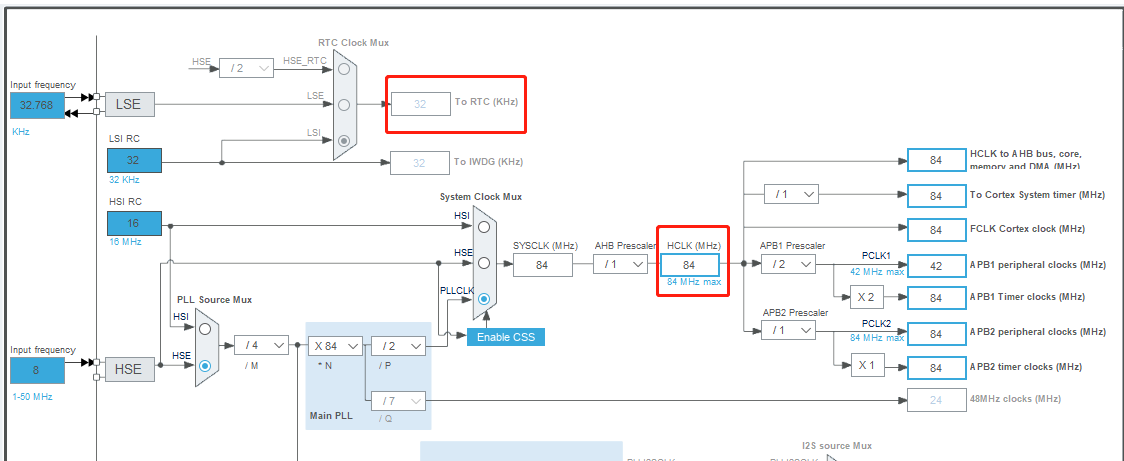 RTC Clock Mux
HSE
/ 2
HSE_RTC
Input frequency
32.768
KHz
LSE
LSE
32
To RTC (KHz)
LSI RC
LSI
32
32 KHz
32
To IWDG (KHz)
HSI RC
16
16 MHz
System Clock Mux
HSI
HSE
PLLCLK
SYSCLK (MHz)
84
AHB Prescaler
/ 1
HCLK (MHz)
84
84 MHz max
84
HCLK to AHB bus, core,
memory and DMA (MHz)
/ 1
84
To Cortex System timer (MHz)
84
FCLK Cortex clock (MHz)
APB1 Prescaler
/ 2
PCLK1
42 MHz max
42
APB1 peripheral clocks (MHz)
X 2
84
APB1 Timer clocks (MHz)
APB2 Prescaler
/ 1
PCLK2
84 MHz max
84
APB2 peripheral clocks (MHz)
X 1
84
APB2 timer clocks (MHz)
PLL Source Mux
HSI
HSE
Input frequency
8
1-50 MHz
HSE
/ 4
/ M
X 84
* N
/ 2
/ P
Enable CSS
/ 7
/ Q
Main PLL
24
48MHz clocks (MHz)
I2S source Mux